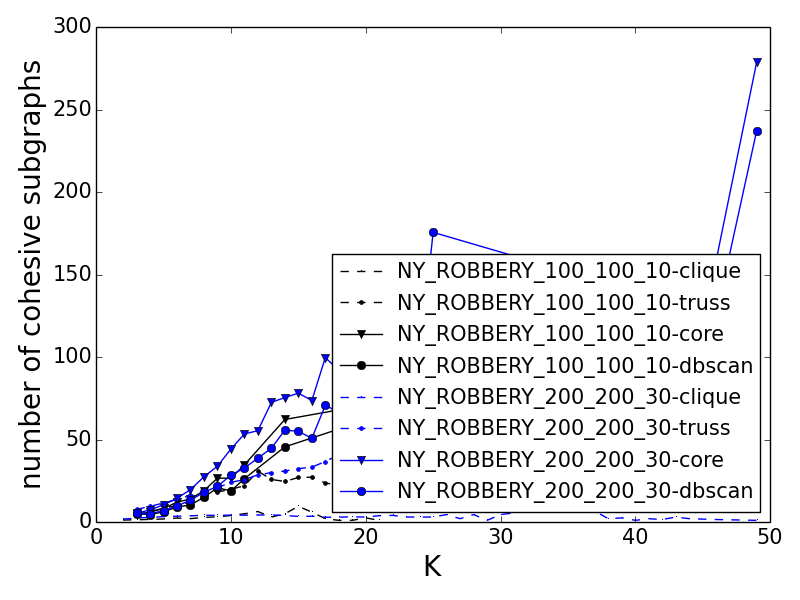 number of cohesive subgraphs
300
250
200
150
100
50
0
NY_ROBBERY_100_100_10-clique
NY_ROBBERY_100_100_10-truss
NY_ROBBERY_100_100_10-core
NY_ROBBERY_100_100_10-dbscan
NY_ROBBERY_200_200_30-clique
NY_ROBBERY_200_200_30-truss
NY_ROBBERY_200_200_30-core
NY_ROBBERY_200_200_30-dbscan
0 10 20 30 40 50
K